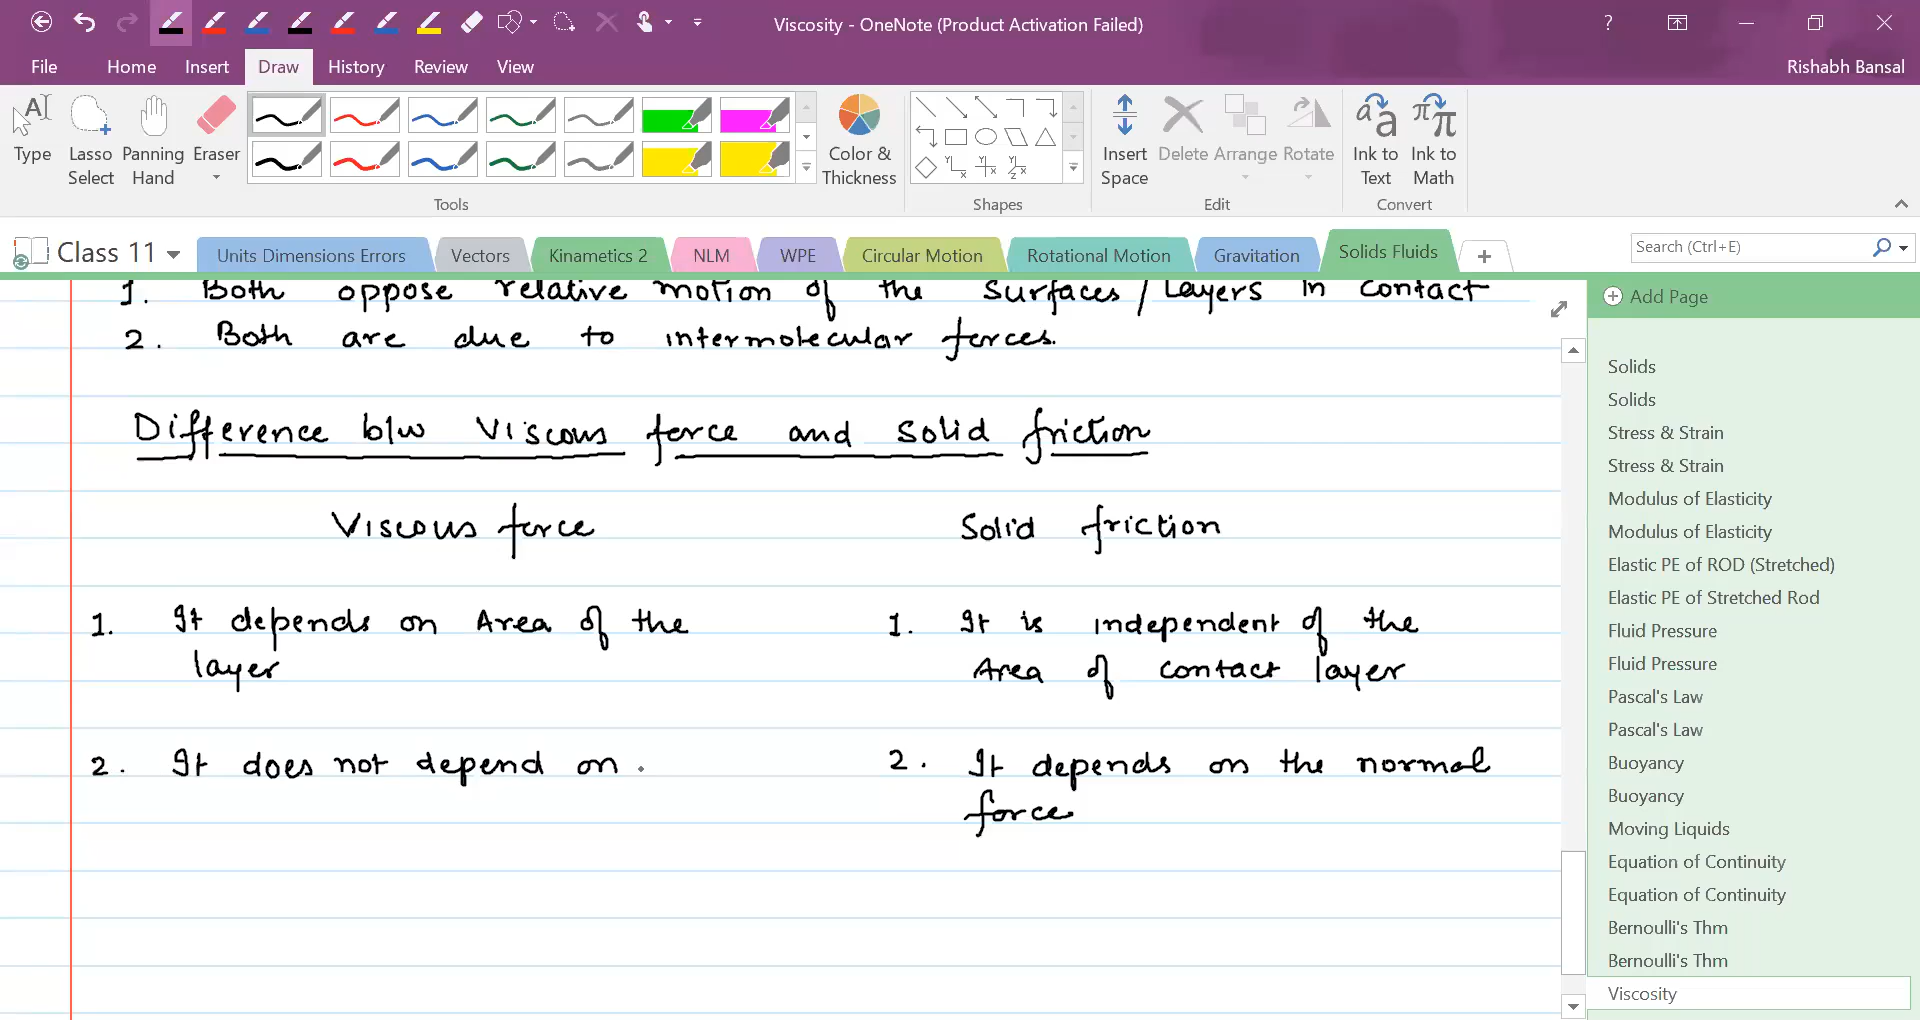 Viscosity - OneNote (Product Activation Failed)
?
File Home Insert Draw History Review View
Rishabh Bansal
Type
Lasso Select
Panning Hand
Eraser
Color & Thickness
Insert Space
Delete
Arrange
Rotate
Ink to Text
Ink to Math
Tools
Shapes
Edit
Convert
Class 11
Units Dimensions Errors
Vectors
Kinametics 2
NLM
WPE
Circular Motion
Rotational Motion
Gravitation
Solids Fluids
Search (Ctrl+E)
1. Both oppose relative motion of the Surfaces / Layers in contact
2. Both are due to intermolecular forces.
Difference b/w Viscous force and solid friction
Viscous force
Solid friction
1. It depends on Area of the
layer
1. It is independent of the
Area of contact layer
2. It does not depend on
2. It depends on the normal
force
Add Page
Solids
Solids
Stress & Strain
Stress & Strain
Modulus of Elasticity
Modulus of Elasticity
Elastic PE of ROD (Stretched)
Elastic PE of Stretched Rod
Fluid Pressure
Fluid Pressure
Pascal's Law
Pascal's Law
Buoyancy
Buoyancy
Moving Liquids
Equation of Continuity
Equation of Continuity
Bernoulli's Thm
Bernoulli's Thm
Viscosity